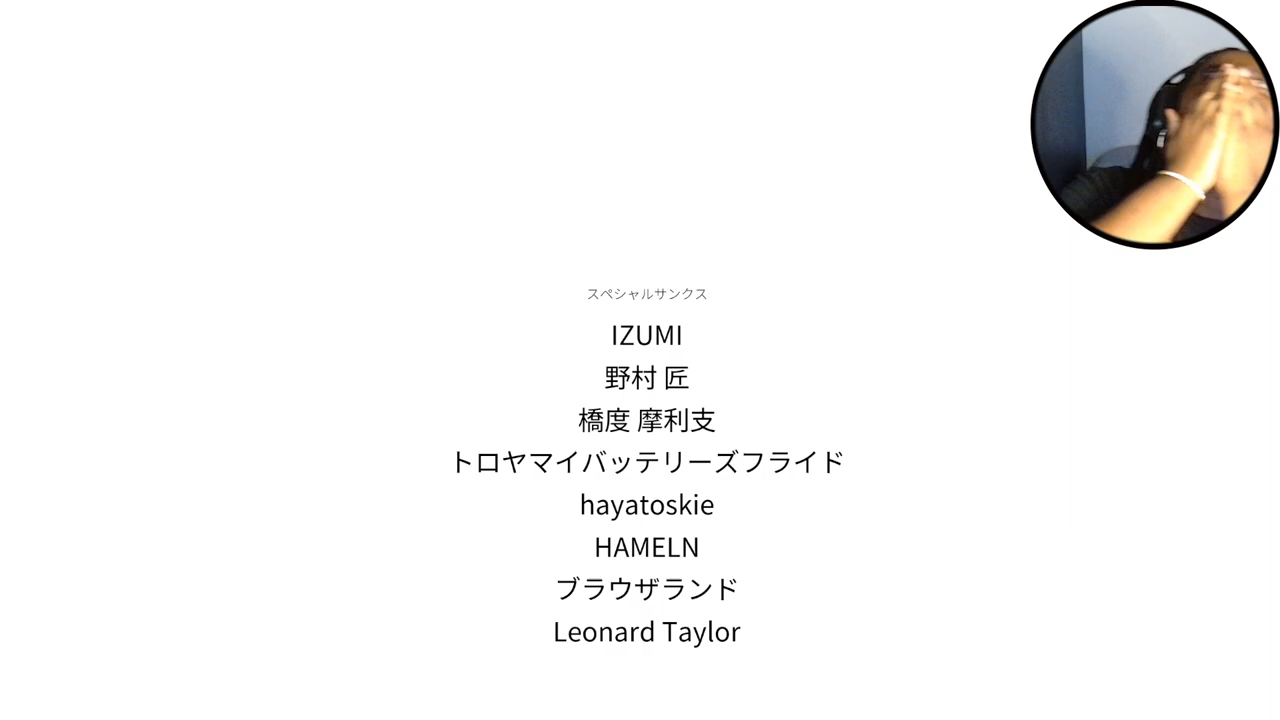 スペシャルサンクス
IZUMI
野村 匠
橋度 摩利支
トロヤマイバッテリーズフライド
hayatoskie
HAMELN
ブラウザランド
Leonard Taylor